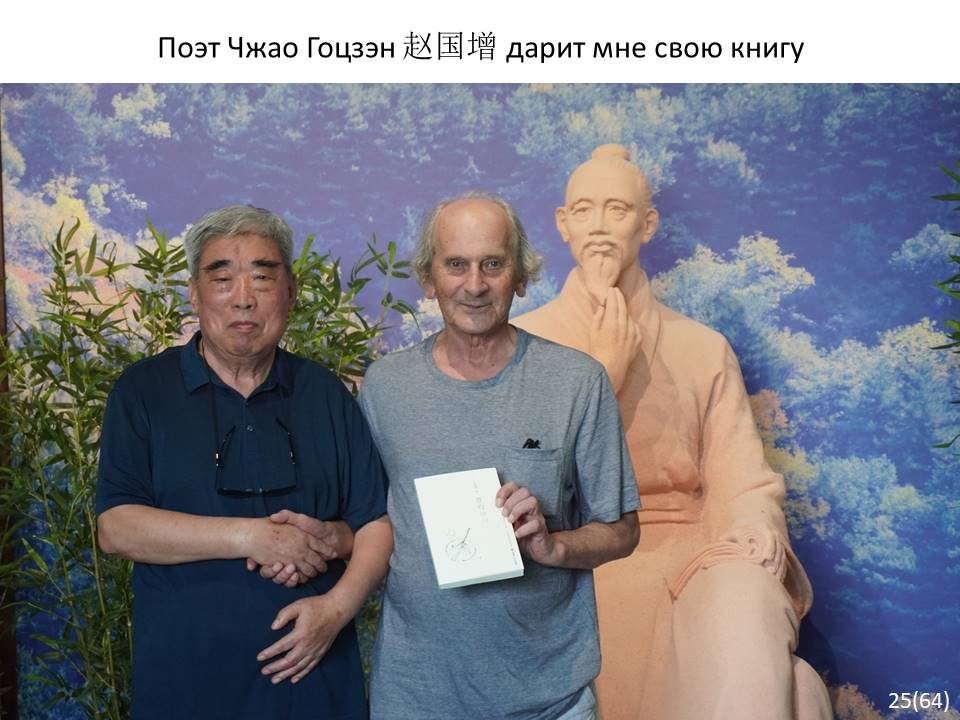 Поэт Чжао Гоцзэн 赵国增 дарит мне свою книгу
25(64)